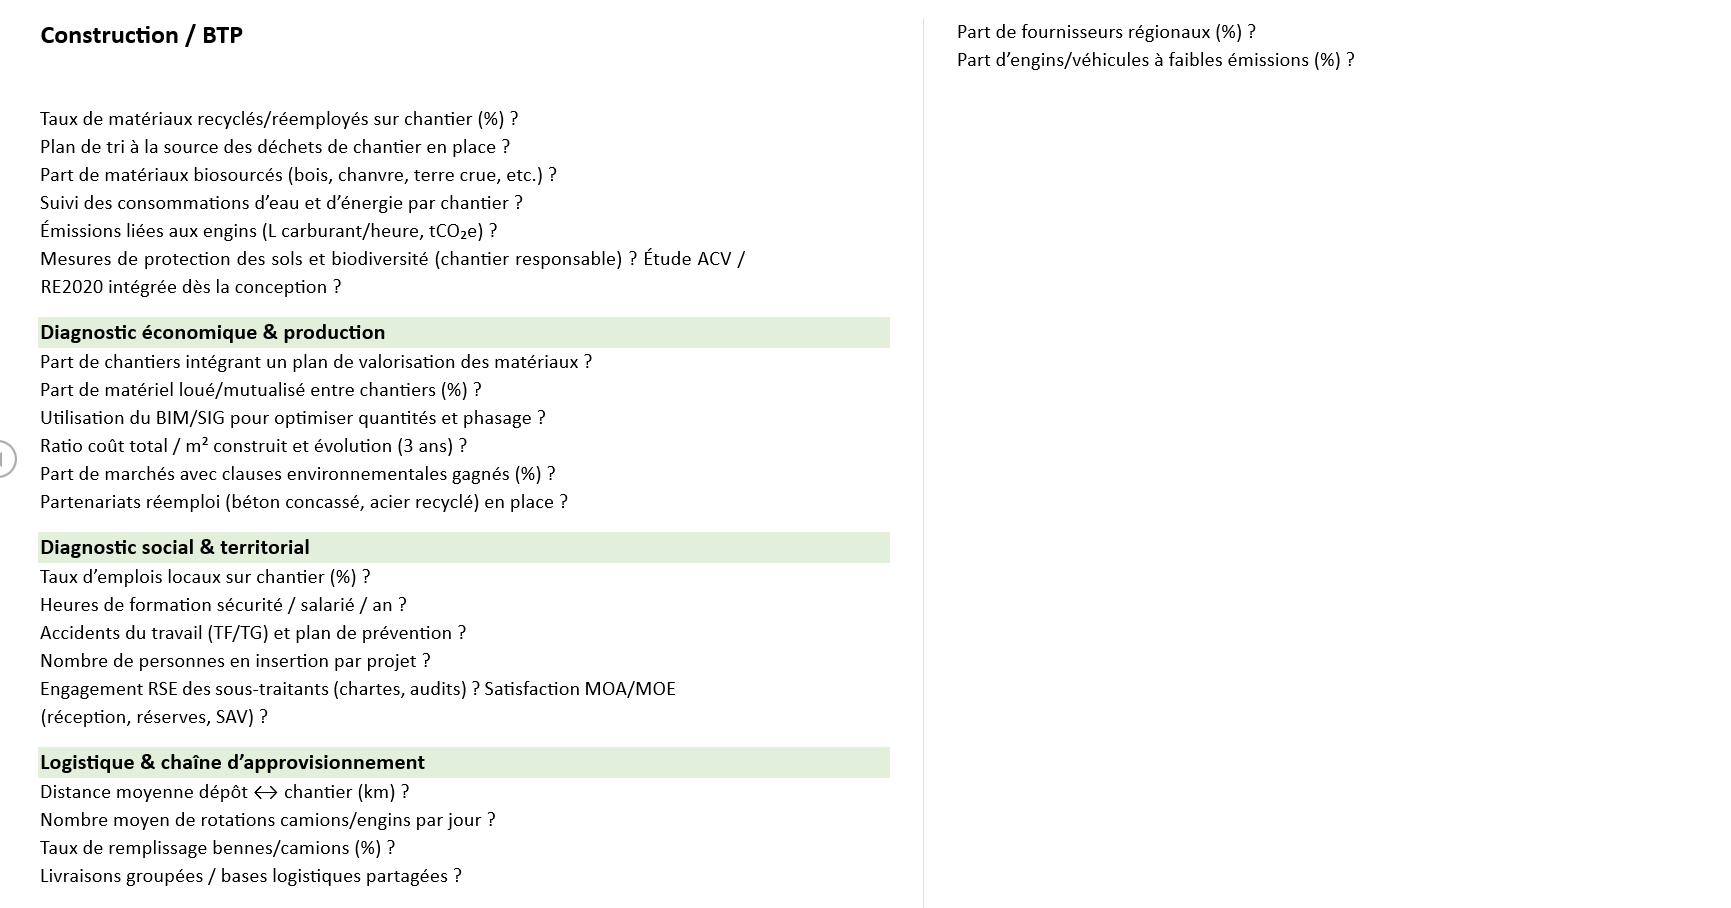 Construction / BTP
Taux de matériaux recyclés/réemployés sur chantier (%) ?
Plan de tri à la source des déchets de chantier en place ?
Part de matériaux biosourcés (bois, chanvre, terre crue, etc.) ?
Suivi des consommations d’eau et d’énergie par chantier ?
Émissions liées aux engins (L carburant/heure, tCO₂e) ?
Mesures de protection des sols et biodiversité (chantier responsable) ? Étude ACV /
RE2020 intégrée dès la conception ?
Diagnostic économique & production
Part de chantiers intégrant un plan de valorisation des matériaux ?
Part de matériel loué/mutualisé entre chantiers (%) ?
Utilisation du BIM/SIG pour optimiser quantités et phasage ?
Ratio coût total / m² construit et évolution (3 ans) ?
Part de marchés avec clauses environnementales gagnés (%) ?
Partenariats réemploi (béton concassé, acier recyclé) en place ?
Diagnostic social & territorial
Taux d’emplois locaux sur chantier (%) ?
Heures de formation sécurité / salarié / an ?
Accidents du travail (TF/TG) et plan de prévention ?
Nombre de personnes en insertion par projet ?
Engagement RSE des sous-traitants (chartes, audits) ? Satisfaction MOA/MOE
(réception, réserves, SAV) ?
Logistique & chaîne d’approvisionnement
Distance moyenne dépôt ↔ chantier (km) ?
Nombre moyen de rotations camions/engins par jour ?
Taux de remplissage bennes/camions (%) ?
Livraisons groupées / bases logistiques partagées ?
Part de fournisseurs régionaux (%) ?
Part d’engins/véhicules à faibles émissions (%) ?